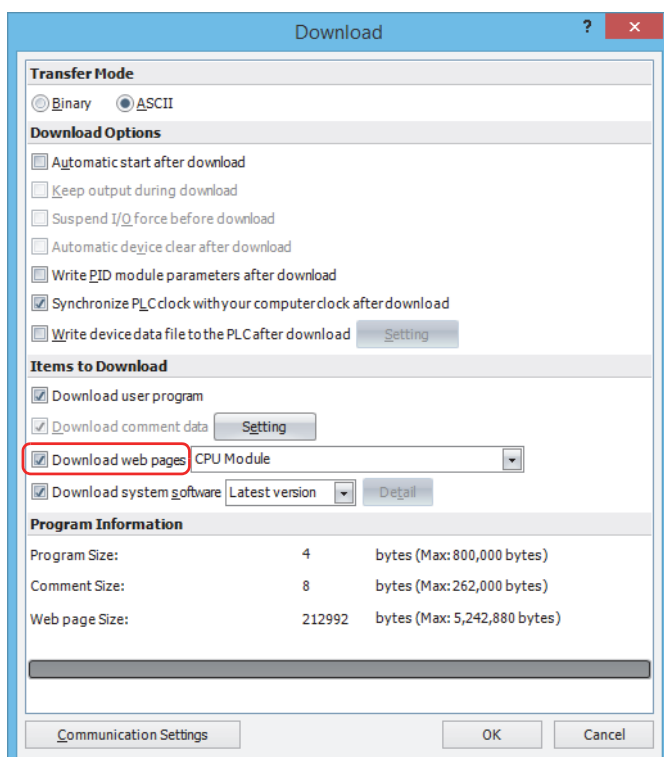 Download ? ×
Transfer Mode
Binary ASCII
Download Options
Automatic start after download
Keep output during download
Suspend I/O force before download
Automatic device clear after download
Write PID module parameters after download
Synchronize PLC clock with your computer clock after download
Write device data file to the PLC after download Setting
Items to Download
Download user program
Download comment data Setting
Download web pages CPU Module
Download system software Latest version Detail
Program Information
Program Size: 4 bytes (Max: 800,000 bytes)
Comment Size: 8 bytes (Max: 262,000 bytes)
Web page Size: 212992 bytes (Max: 5,242,880 bytes)
Communication Settings OK Cancel